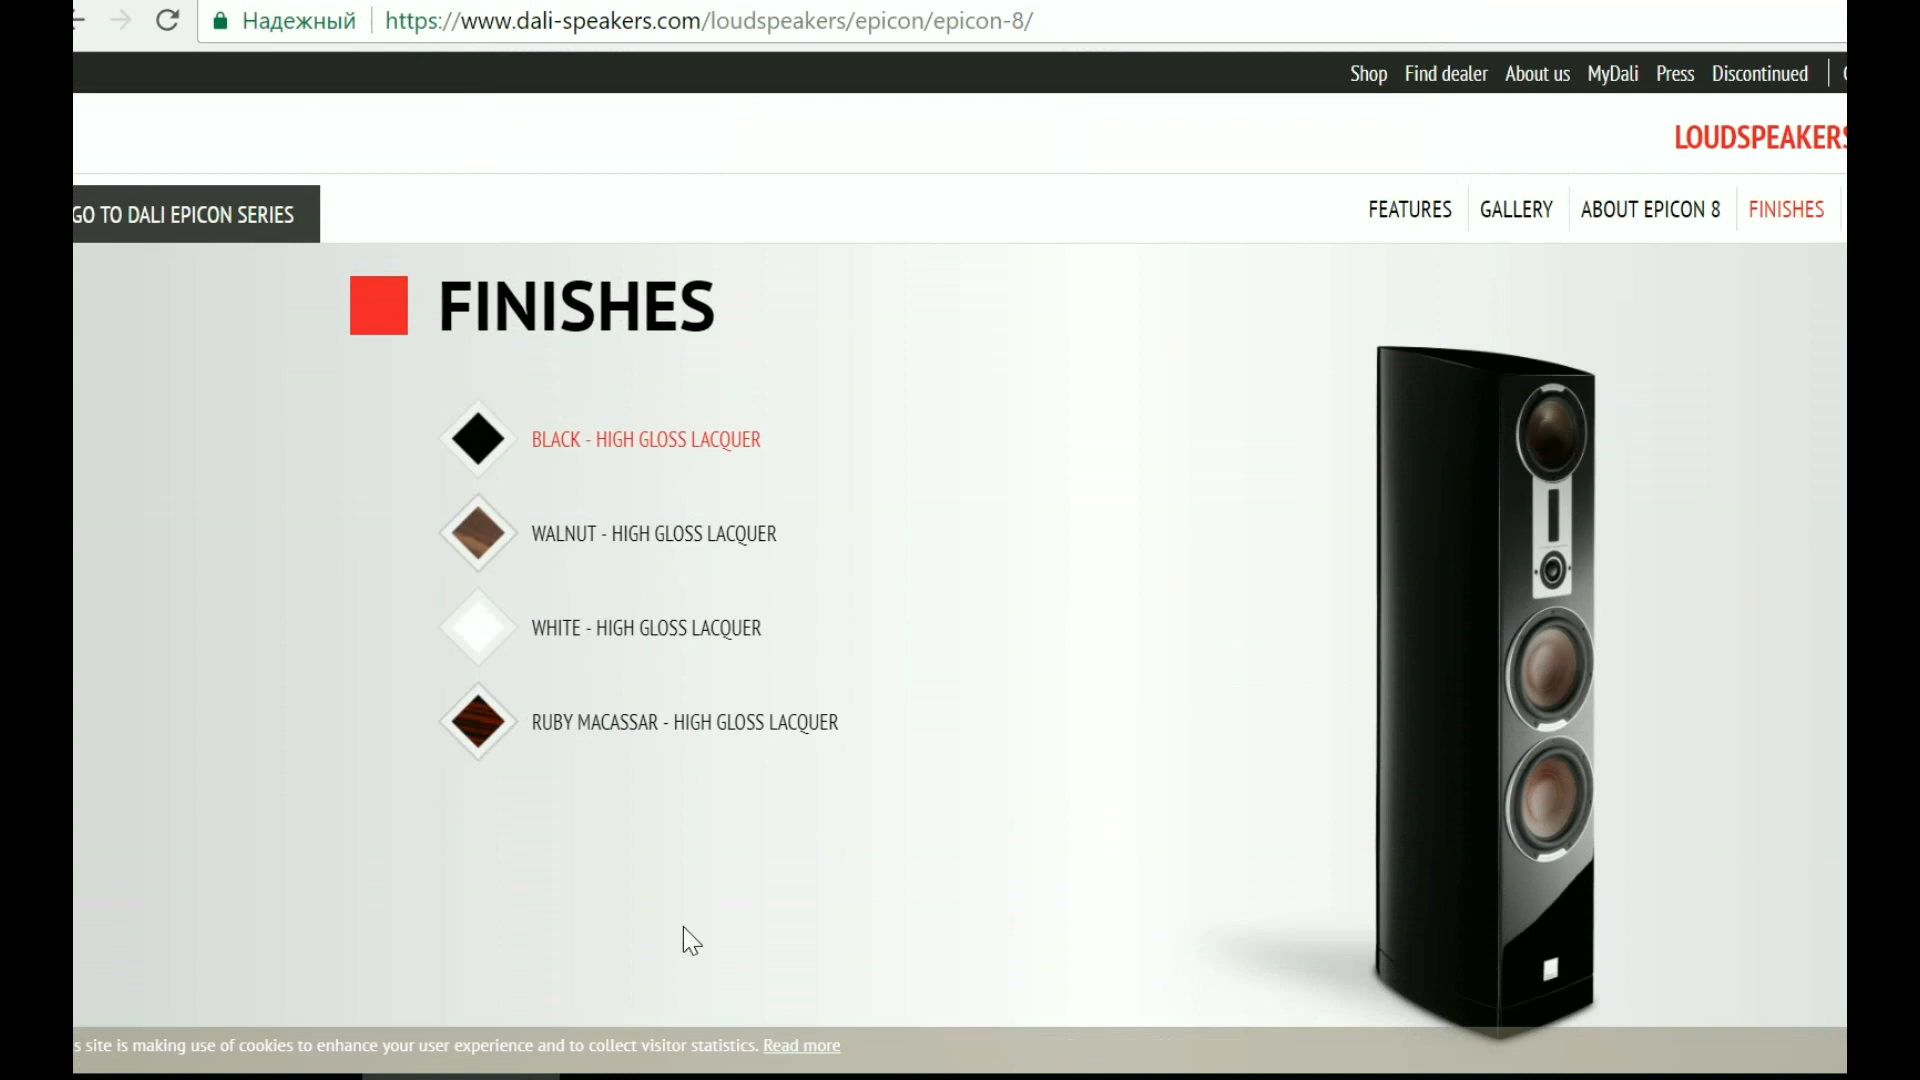 Надежный https://www.dali-speakers.com/loudspeakers/epicon/epicon-8/
Shop Find dealer About us MyDali Press Discontinued
LOUDSPEAKERS
GO TO DALI EPICON SERIES
FEATURES GALLERY ABOUT EPICON 8 FINISHES
FINISHES
BLACK - HIGH GLOSS LACQUER
WALNUT - HIGH GLOSS LACQUER
WHITE - HIGH GLOSS LACQUER
RUBY MACASSAR - HIGH GLOSS LACQUER
s site is making use of cookies to enhance your user experience and to collect visitor statistics. Read more